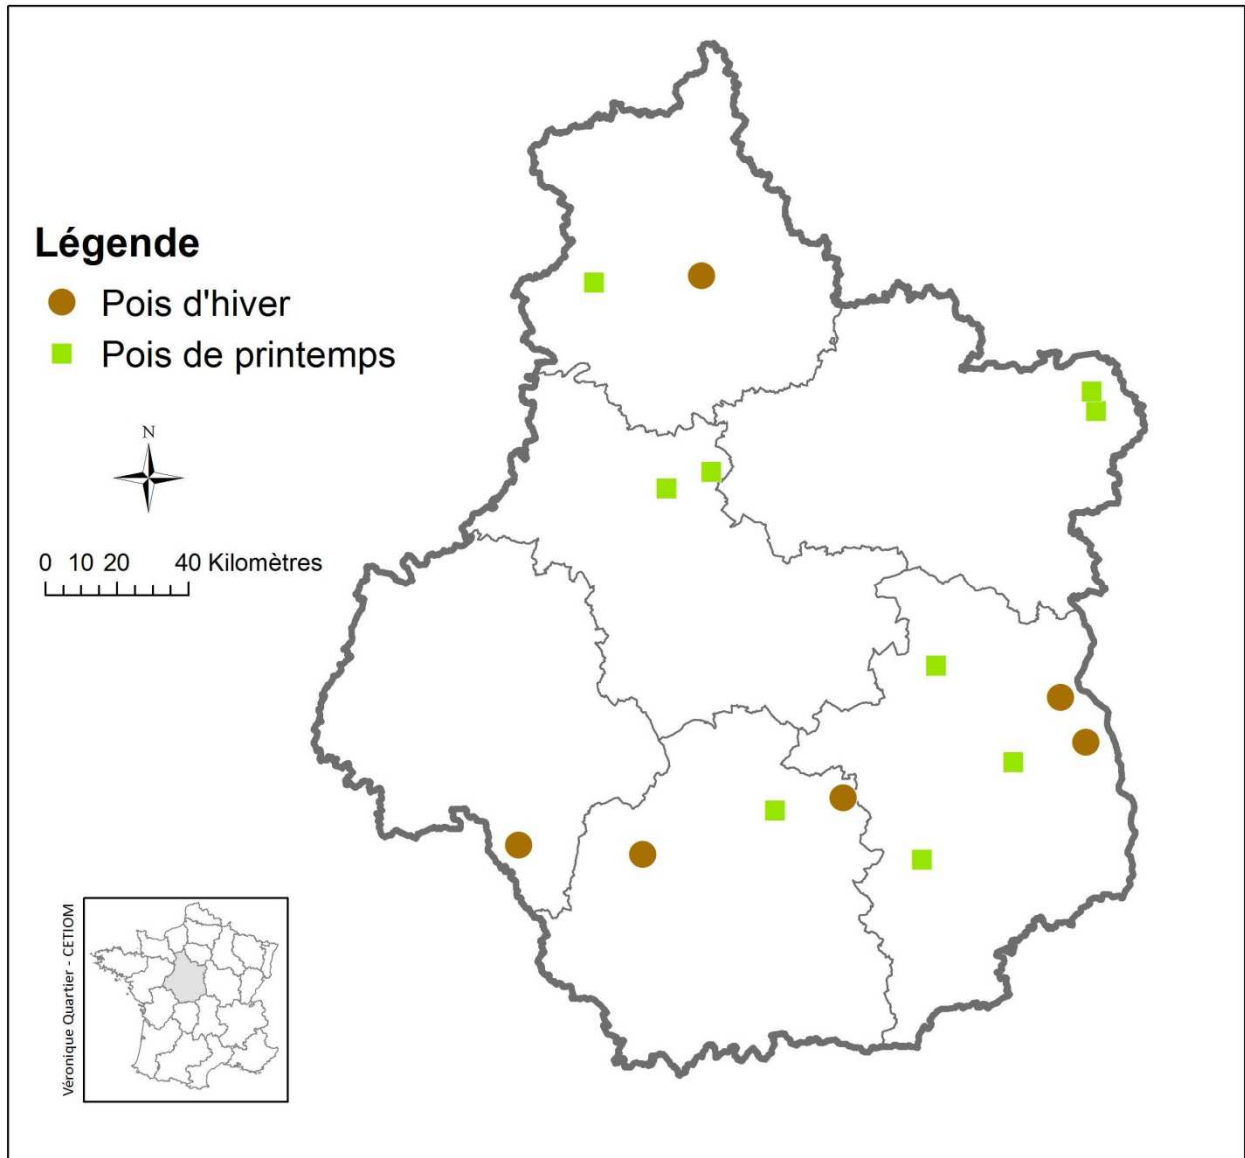 Légende
Pois d'hiver
Pois de printemps
N
0 10 20 40 Kilomètres
Véronique Quartier - CETIOM